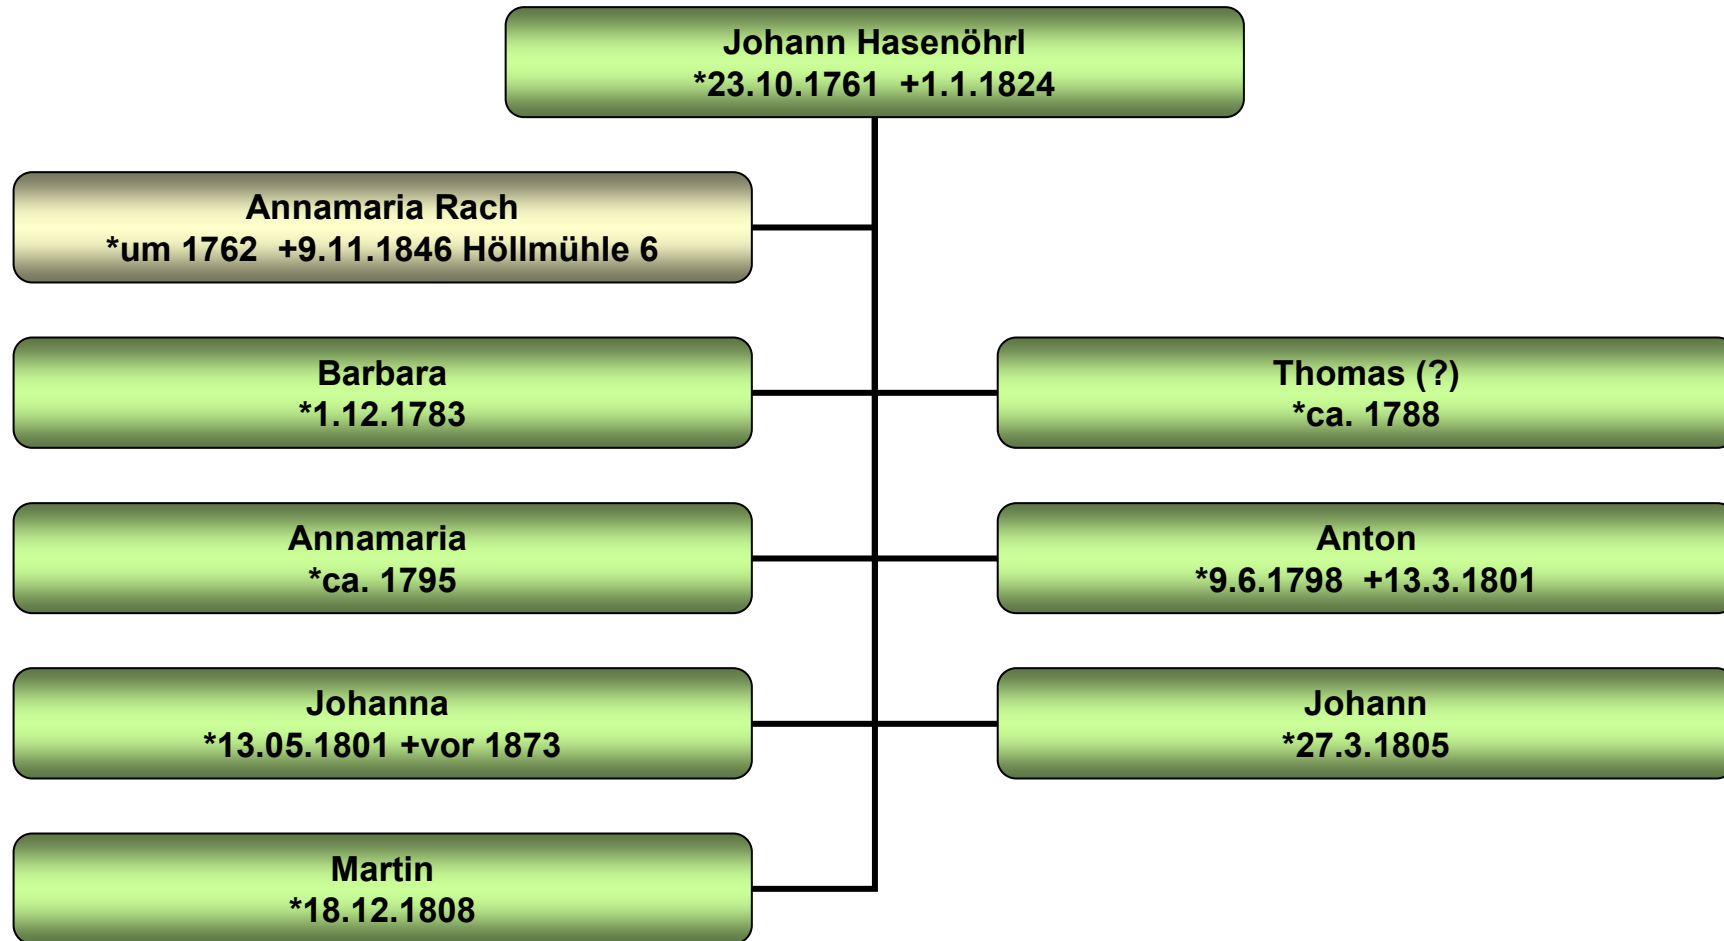 Johann Hasenöhrl
*23.10.1761 +1.1.1824
Annamaria Rach
*um 1762 +9.11.1846 Höllmühle 6
Barbara
*1.12.1783
Thomas (?)
*ca. 1788
Annamaria
*ca. 1795
Anton
*9.6.1798 +13.3.1801
Johanna
*13.05.1801 +vor 1873
Johann
*27.3.1805
Martin
*18.12.1808